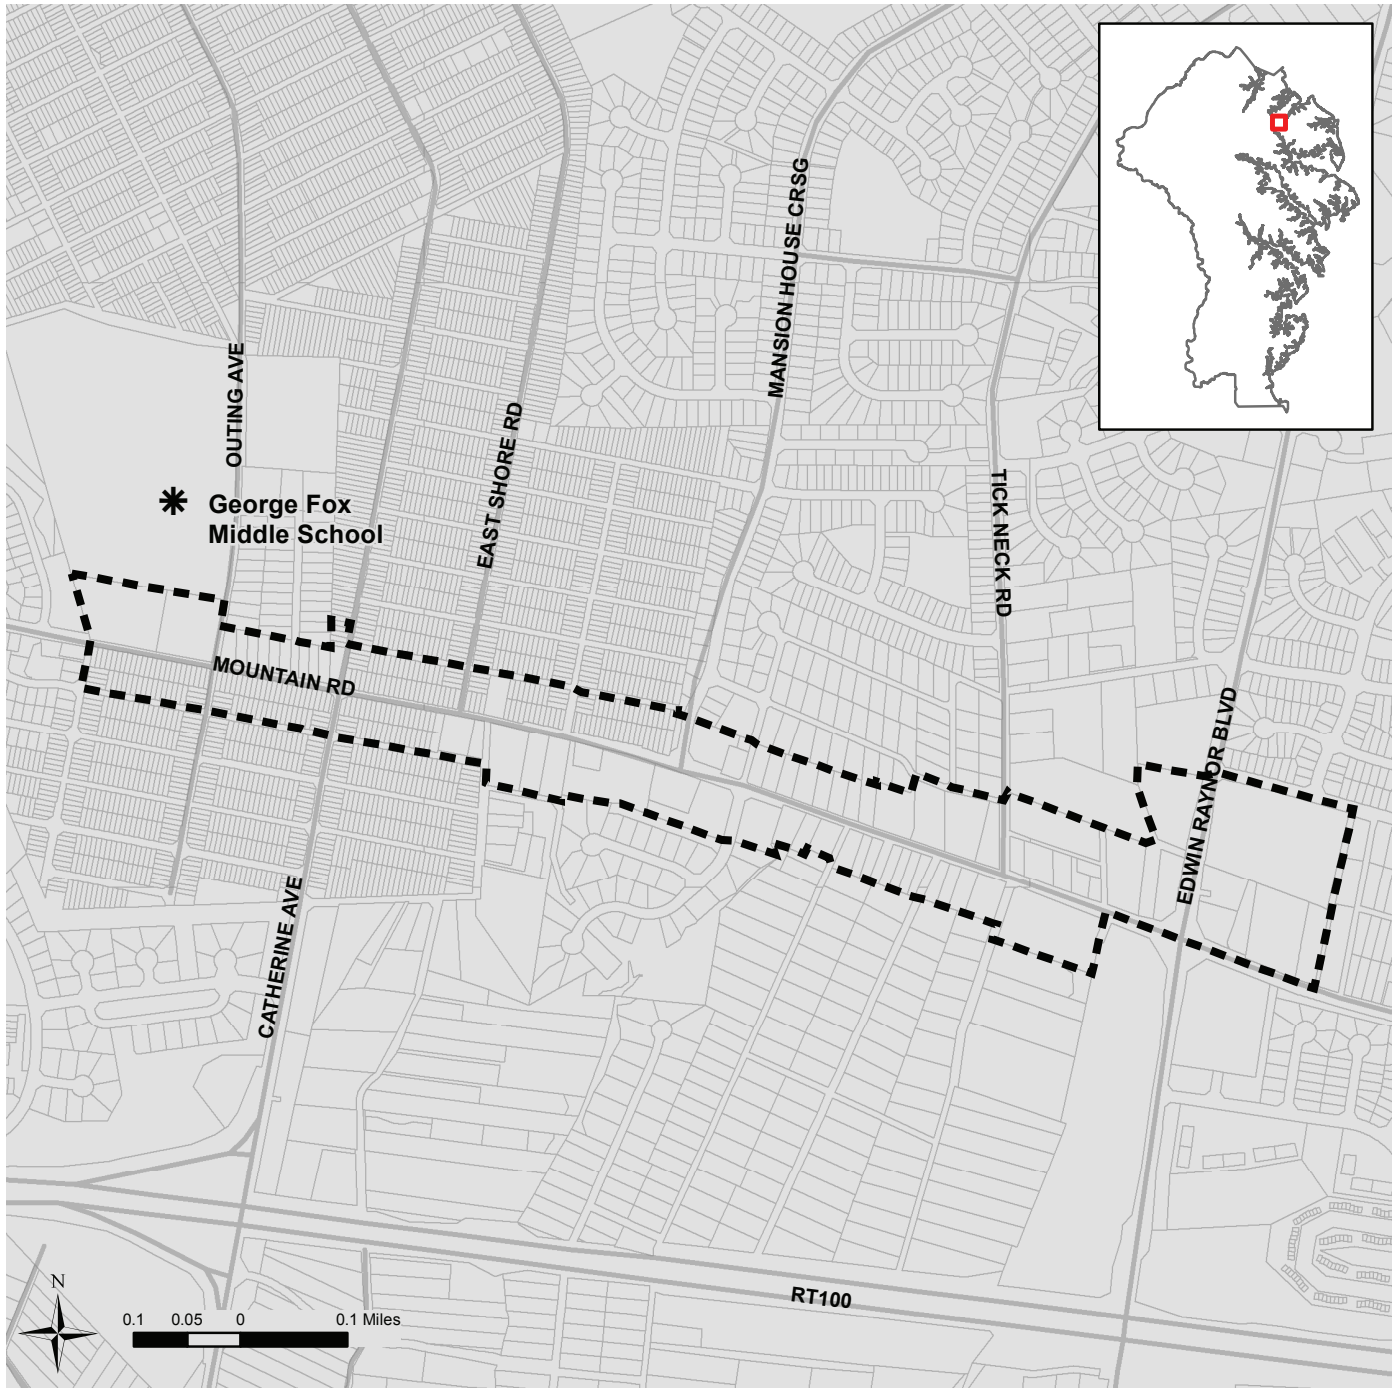 MANSION HOUSE CRSG
OUTING AVE
EAST SHORE RD
TICK NECK RD
George Fox
Middle School
MOUNTAIN RD
EDWIN RAYNOR BLVD
CATHERINE AVE
RT100
N
0.1 0.05 0 0.1 Miles